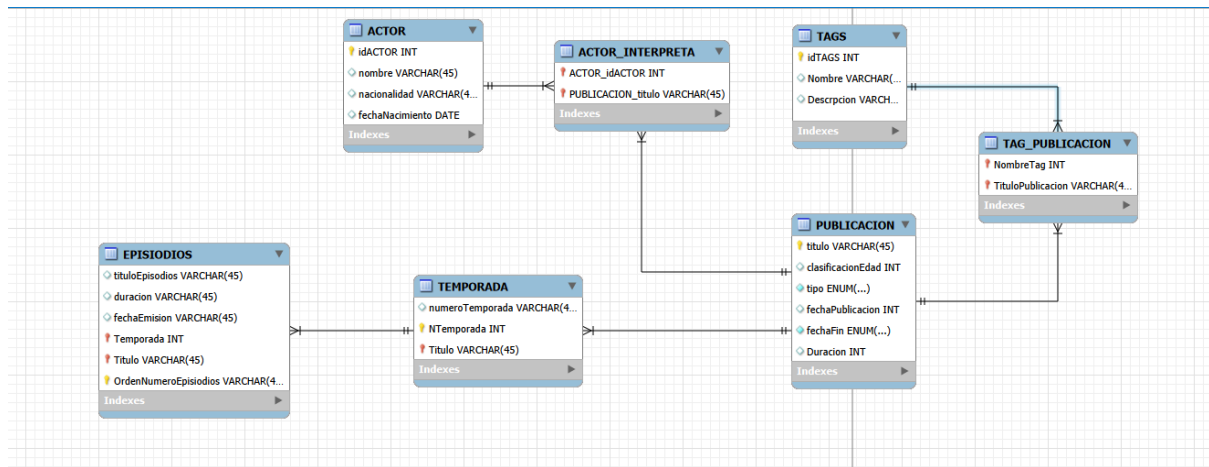 ACTOR
idACTOR INT
nombre VARCHAR(45)
nacionalidad VARCHAR(4...
fechaNacimiento DATE
Indexes
ACTOR_INTERPRETA
ACTOR_idACTOR INT
PUBLICACION_titulo VARCHAR(45)
Indexes
TAGS
idTAGS INT
Nombre VARCHAR(...
Descrpcion VARCH...
Indexes
TAG_PUBLICACION
NombreTag INT
TituloPublicacion VARCHAR(4...
Indexes
EPISIODIOS
tituloEpisodios VARCHAR(45)
duracion VARCHAR(45)
fechaEmision VARCHAR(45)
Temporada INT
Titulo VARCHAR(45)
OrdenNumeroEpisiodios VARCHAR(4...
Indexes
TEMPORADA
numeroTemporada VARCHAR(4...
NTemporada INT
Titulo VARCHAR(45)
Indexes
PUBLICACION
titulo VARCHAR(45)
clasificacionEdad INT
tipo ENUM(...)
fechaPublicacion INT
fechaFin ENUM(...)
Duracion INT
Indexes